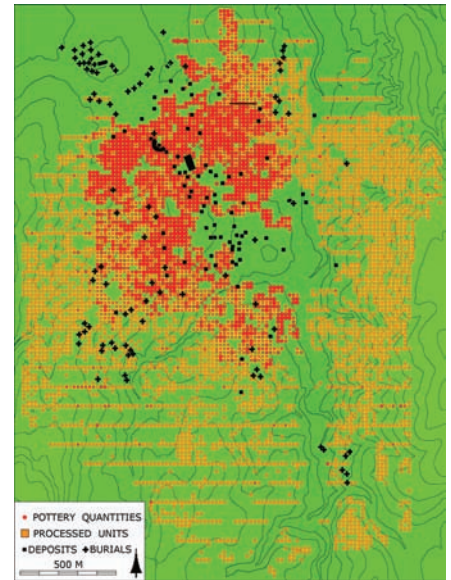 POTTERY QUANTITIES
PROCESSED UNITS
DEPOSITS BURIALS
500 M